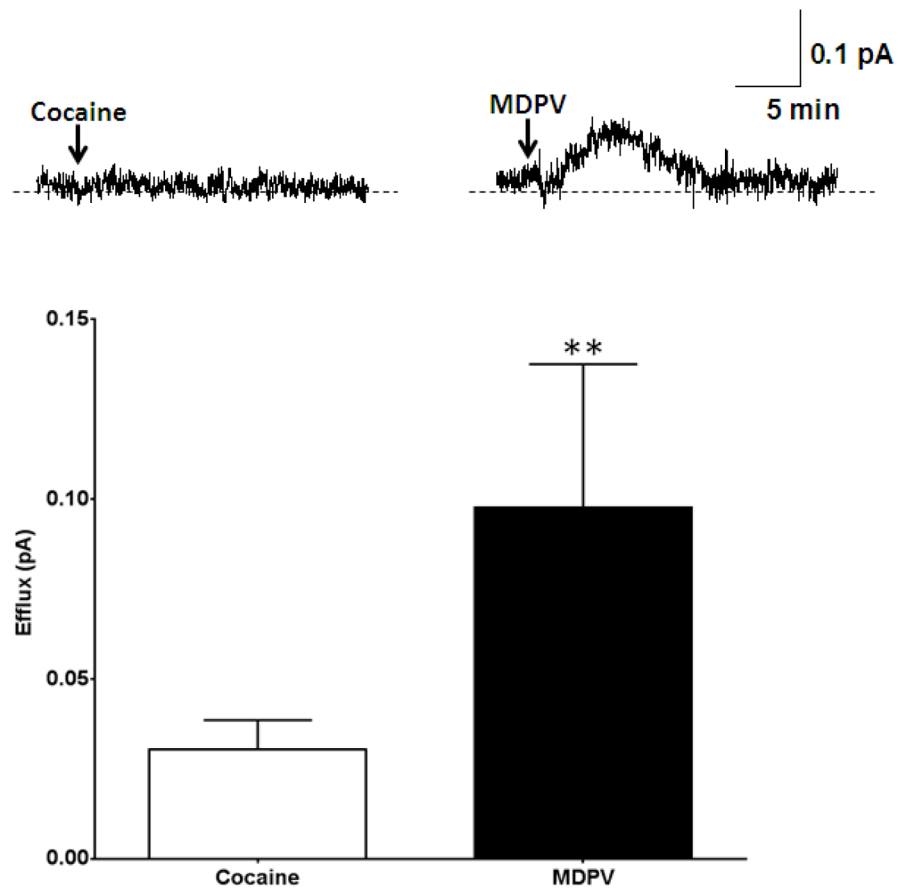 0.1 pA
5 min
Cocaine
MDPV
0.15
**
0.10
Efflux (pA)
0.05
0.00
Cocaine
MDPV